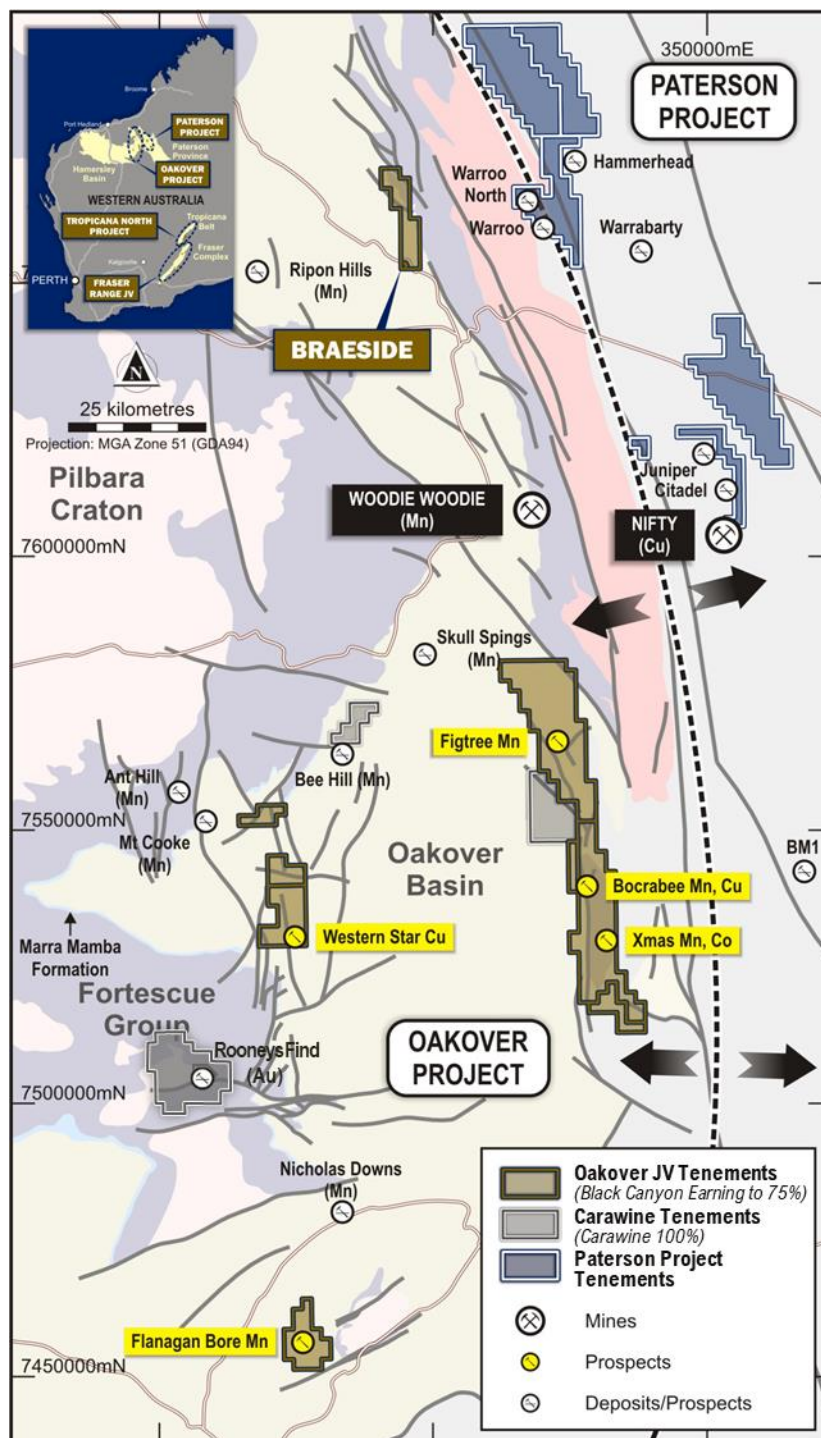 350000mE
PATERSON
PROJECT
Broome
Port Hedland
PATERSON
PROJECT
Paterson
Province
Hamersley
Basin
OAKOVER
PROJECT
WESTERN AUSTRALIA
TROPICANA NORTH
PROJECT
Tropicana
Belt
Kalgoorlie
Fraser
Complex
PERTH
FRASER
RANGE JV
Hammerhead
Warroo
North
Warroo
Warrabarty
Ripon Hills
(Mn)
BRAESIDE
N
25 kilometres
Projection: MGA Zone 51 (GDA94)
Pilbara
Craton
WOODIE WOODIE
(Mn)
Juniper
Citadel
NIFTY
(Cu)
7600000mN
Skull Spings
(Mn)
Figtree Mn
Bee Hill (Mn)
Ant Hill
(Mn)
Mt Cooke
(Mn)
7550000mN
Oakover
Basin
BM1
Bocrabee Mn, Cu
Western Star Cu
Xmas Mn, Co
Marra Mamba
Formation
Fortescue
Group
RooneysFind
(Au)
OAKOVER
PROJECT
7500000mN
Nicholas Downs
(Mn)
Flanagan Bore Mn
7450000mN
Oakover JV Tenements
(Black Canyon Earning to 75%)
Carawine Tenements
(Carawine 100%)
Paterson Project
Tenements
Mines
Prospects
Deposits/Prospects